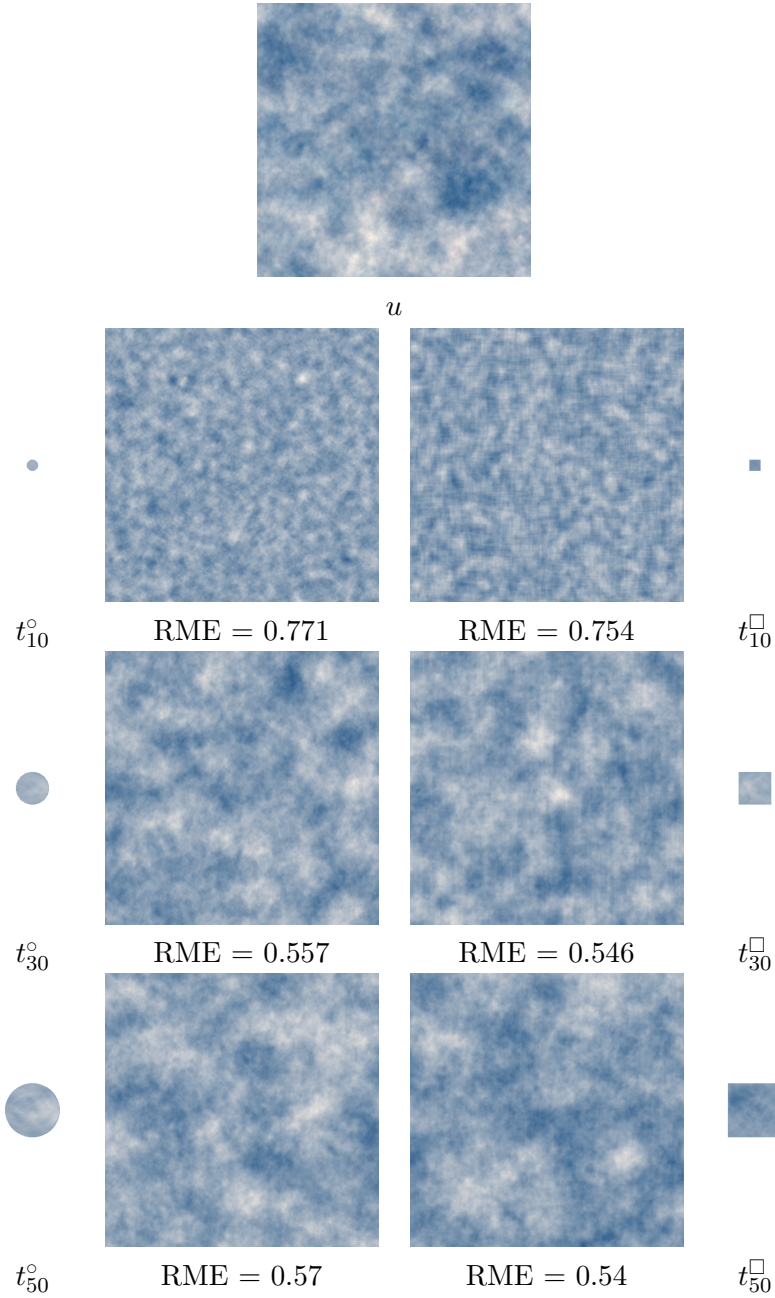 u
t°₁₀ RME = 0.771 RME = 0.754 t□₁₀
t°₃₀ RME = 0.557 RME = 0.546 t□₃₀
t°₅₀ RME = 0.57 RME = 0.54 t□₅₀